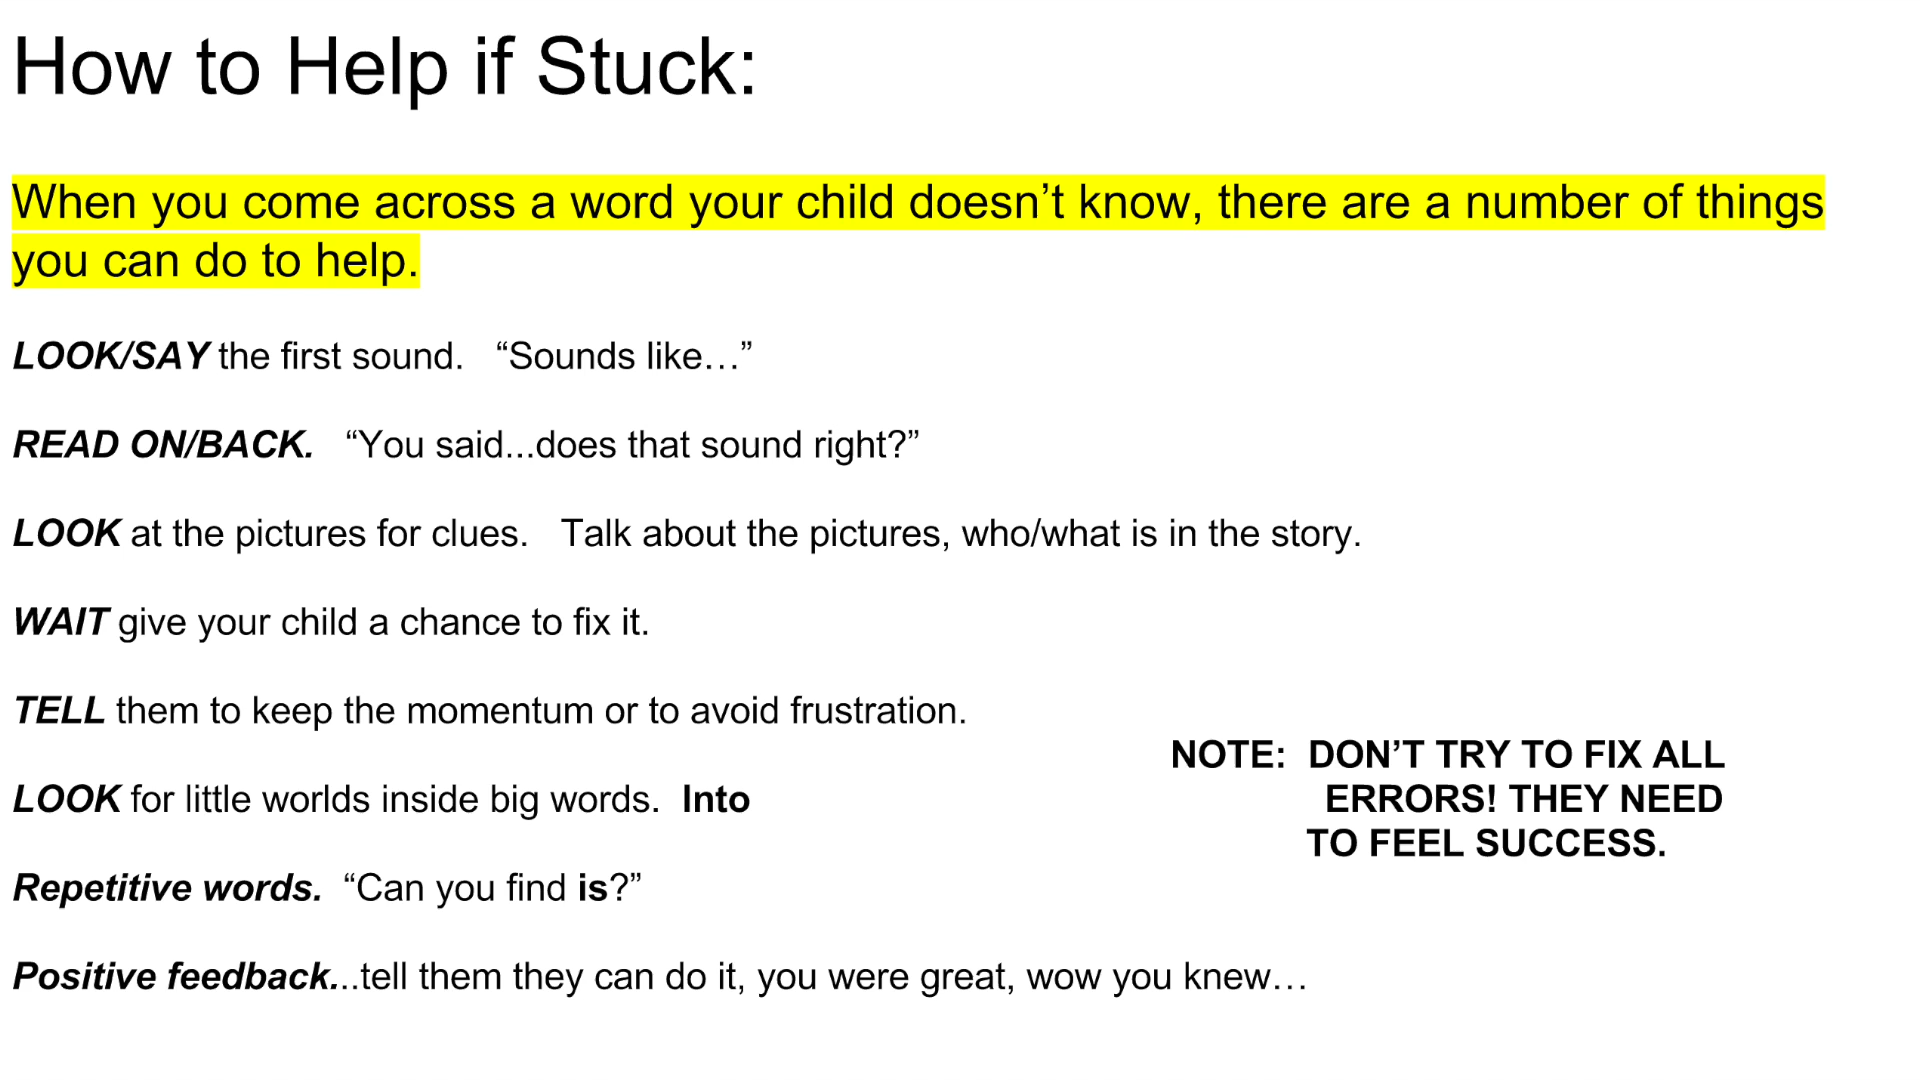 How to Help if Stuck:
When you come across a word your child doesn’t know, there are a number of things
you can do to help.
LOOK/SAY the first sound. “Sounds like…”
READ ON/BACK. “You said...does that sound right?”
LOOK at the pictures for clues. Talk about the pictures, who/what is in the story.
WAIT give your child a chance to fix it.
TELL them to keep the momentum or to avoid frustration.
LOOK for little worlds inside big words. Into
Repetitive words. “Can you find is?”
Positive feedback...tell them they can do it, you were great, wow you knew…
NOTE: DON’T TRY TO FIX ALL
ERRORS! THEY NEED
TO FEEL SUCCESS.